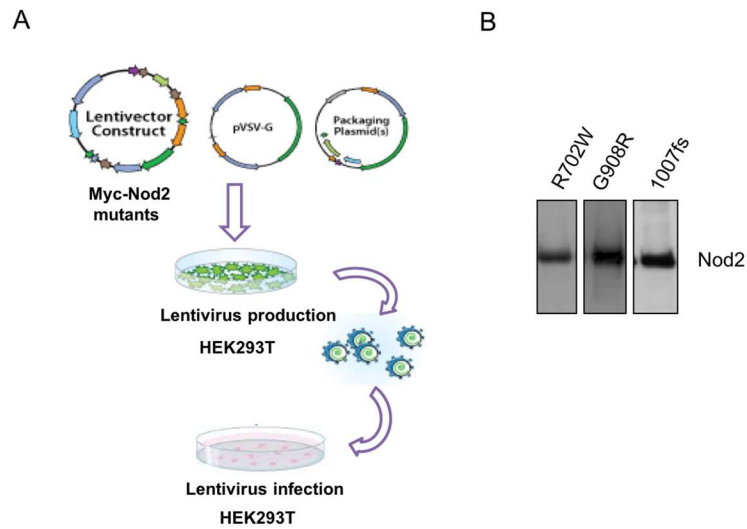 A
Lentivector
Construct
pVSV-G
Packaging
Plasmid(s)
Myc-Nod2
mutants
Lentivirus production
HEK293T
Lentivirus infection
HEK293T
B
R702W
G908R
1007fs
Nod2